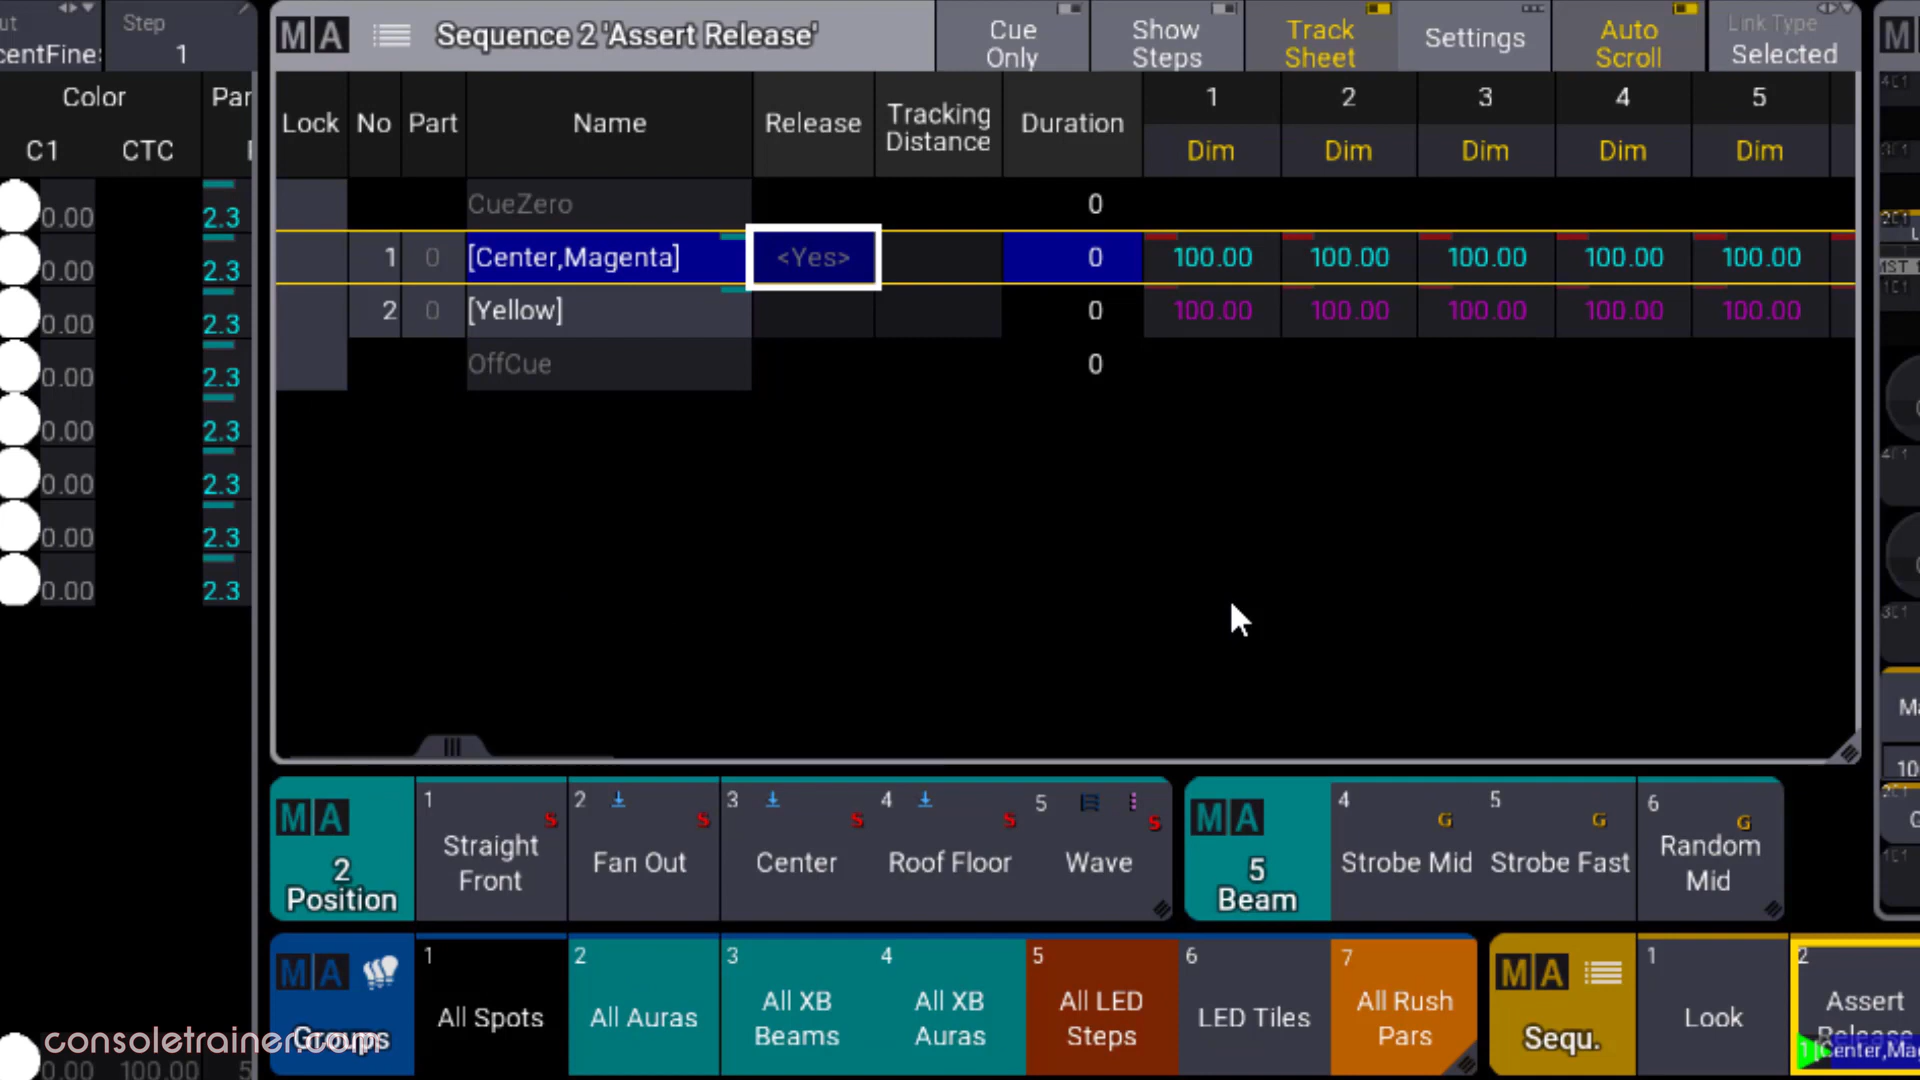 Step
centFine
1
MA
Sequence 2 'Assert Release'
Cue Only
Show Steps
Track Sheet
Settings
Auto Scroll
Link Type
Selected
Color
C1
CTC
Lock
No
Part
Name
Release
Tracking Distance
Duration
1
2
3
4
5
Dim
Dim
Dim
Dim
Dim
CueZero
0
1
0
[Center,Magenta]
<Yes>
0
100.00
100.00
100.00
100.00
100.00
2
0
[Yellow]
0
100.00
100.00
100.00
100.00
100.00
OffCue
0
0.00
2.3
0.00
2.3
0.00
2.3
0.00
2.3
0.00
2.3
0.00
2.3
0.00
2.3
0.00
2.3
MA
2
Position
1
S
Straight Front
2
S
Fan Out
3
S
Center
4
S
Roof Floor
5
S
Wave
MA
5
Beam
4
G
Strobe Mid
5
G
Strobe Fast
6
G
Random Mid
MA
Groups
1
All Spots
2
All Auras
3
All XB Beams
4
All XB Auras
5
All LED Steps
6
LED Tiles
7
All Rush Pars
MA
Sequ.
1
Look
2
Assert Release
1 [Center,Ma
consoletrainer.com
0.00
100.00
5